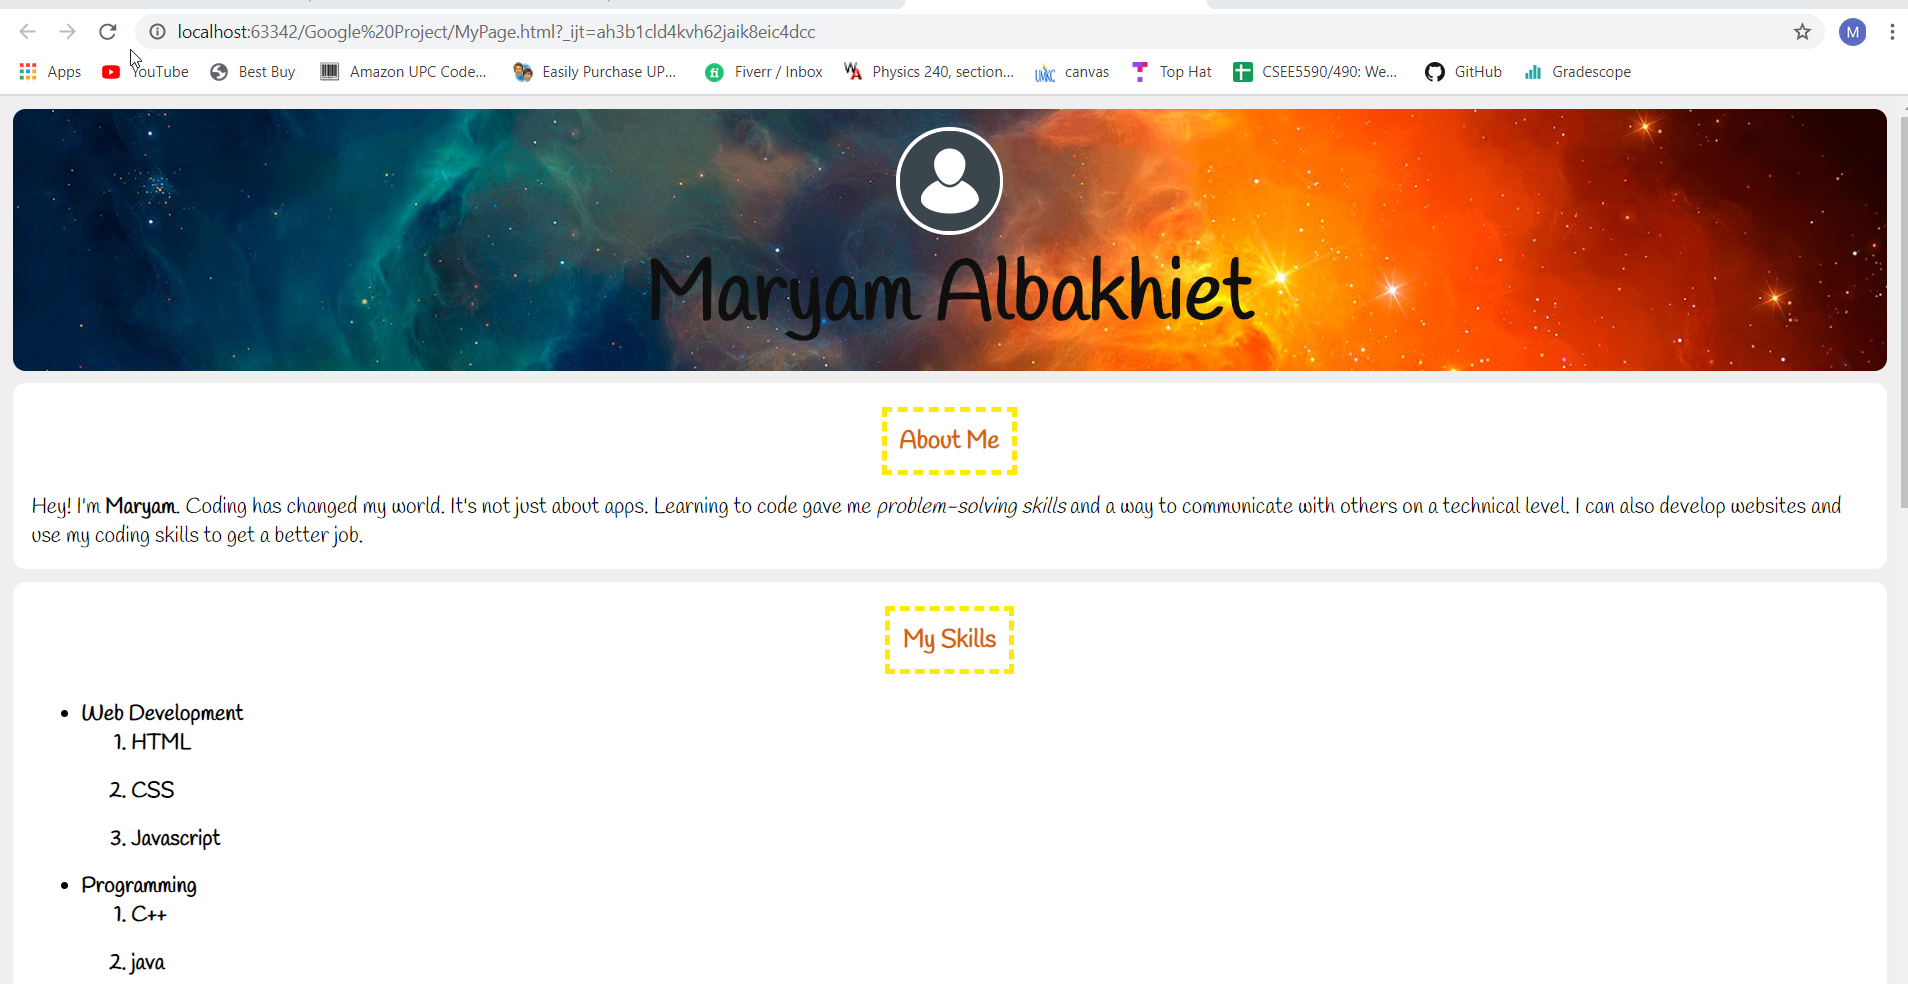 localhost:63342/Google%20Project/MyPage.html?_ijt=ah3b1cld4kvh62jaik8eic4dcc
M
Apps YouTube Best Buy Amazon UPC Code... Easily Purchase UP... Fiverr / Inbox Physics 240, section... UMKC canvas Top Hat CSEE5590/490: We... GitHub Gradescope
Maryam Albakhiet
About Me
Hey! I'm Maryam. Coding has changed my world. It's not just about apps. Learning to code gave me problem-solving skills and a way to communicate with others on a technical level. I can also develop websites and
use my coding skills to get a better job.
My Skills
• Web Development
1. HTML
2. CSS
3. Javascript
• Programming
1. C++
2. java